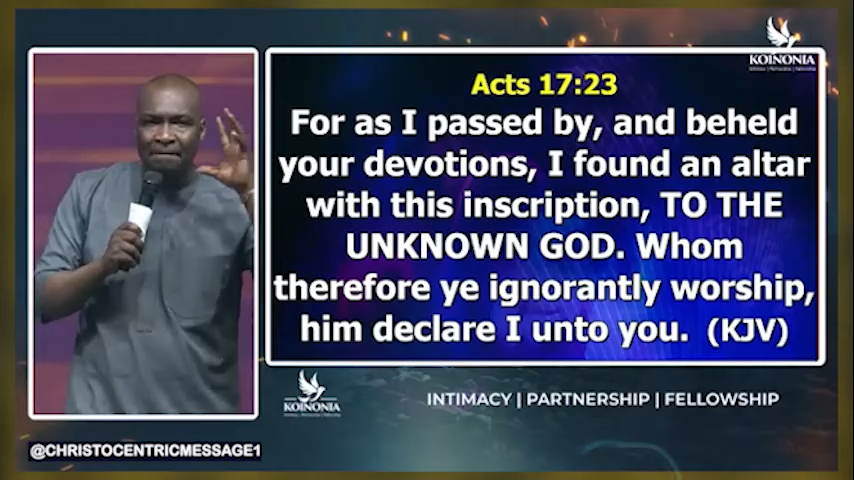 KOINONIA
Acts 17:23
For as I passed by, and beheld
your devotions, I found an altar
with this inscription, TO THE
UNKNOWN GOD. Whom
therefore ye ignorantly worship,
him declare I unto you. (KJV)
KOINONIA
INTIMACY | PARTNERSHIP | FELLOWSHIP
@CHRISTOCENTRICMESSAGE1